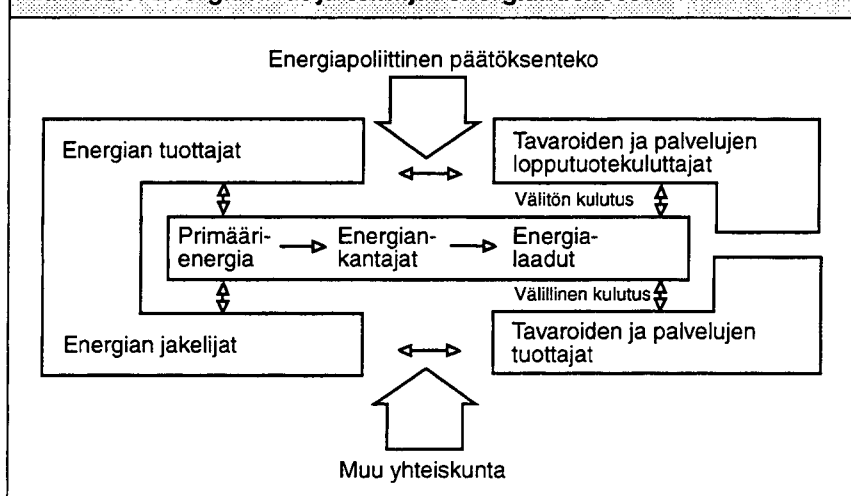 Energiapoliittinen päätöksenteko
Energian tuottajat
Tavaroiden ja palvelujen
lopputuotekuluttajat
Välitön kulutus
Primääri-
energia
Energian-
kantajat
Energia-
laadut
Välillinen kulutus
Energian jakelijat
Tavaroiden ja palvelujen
tuottajat
Muu yhteiskunta